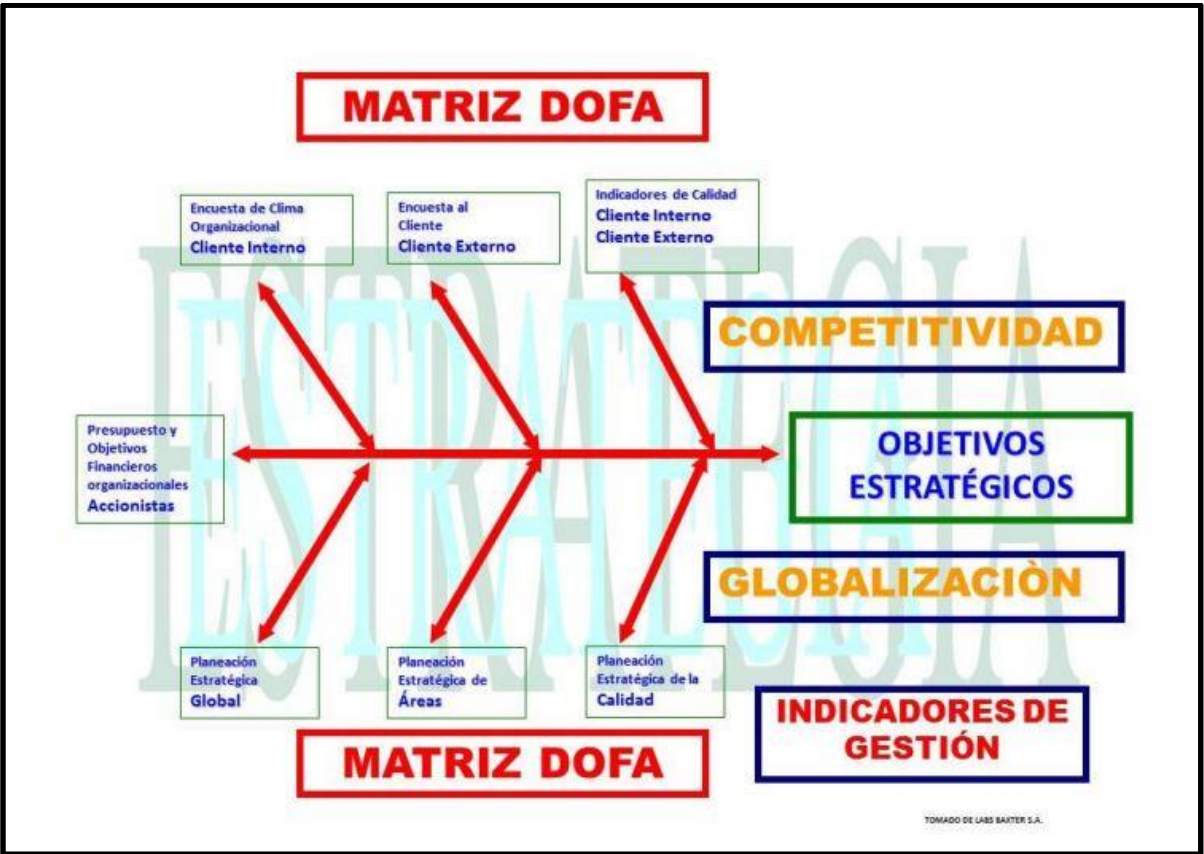 MATRIZ DOFA
Encuesta de Clima
Organizacional
Cliente Interno
Encuesta al
Cliente
Cliente Externo
Indicadores de Calidad
Cliente Interno
Cliente Externo
ESTRATEGIA
ESTRATEGIA
COMPETITIVIDAD
Presupuesto y
Objetivos
Financieros
organizacionales
Accionistas
OBJETIVOS
ESTRATÉGICOS
GLOBALIZACIÒN
Planeación
Estratégica
Global
Planeación
Estratégica de
Áreas
Planeación
Estratégica de la
Calidad
INDICADORES DE
GESTIÓN
MATRIZ DOFA
TOMADO DE LABS BAXTER S.A.